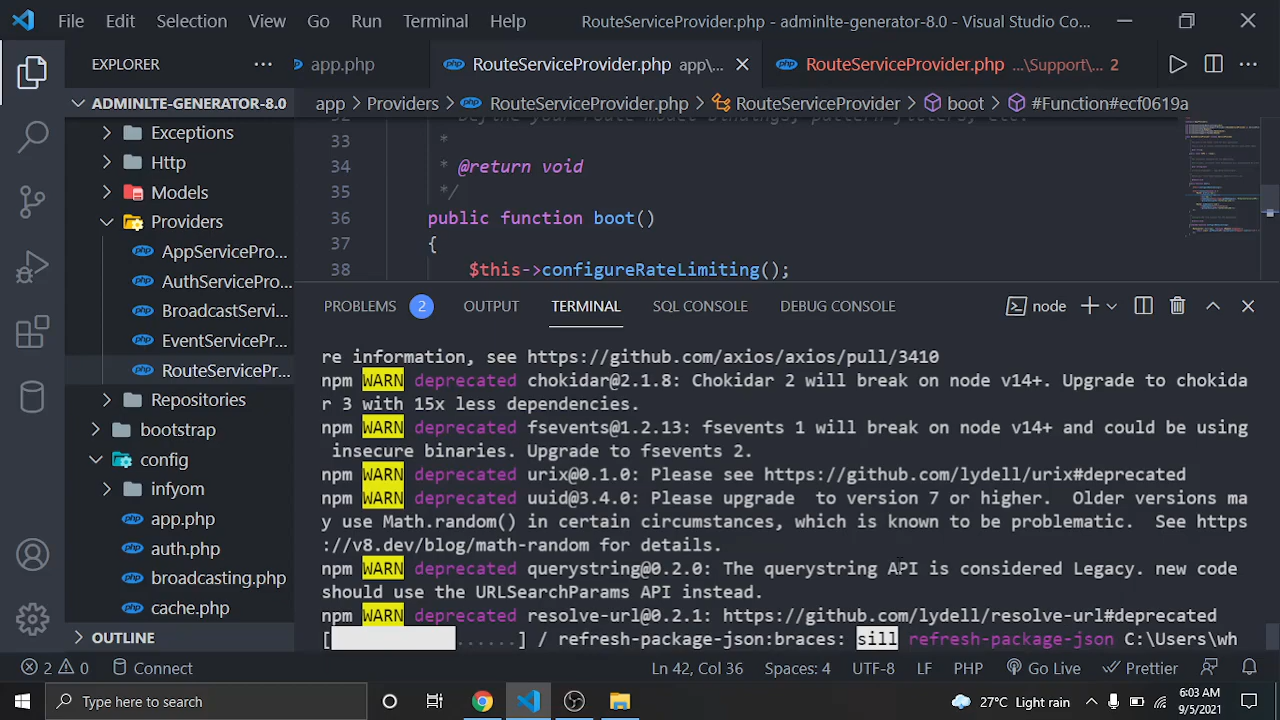 File Edit Selection View Go Run Terminal Help RouteServiceProvider.php - adminlte-generator-8.0 - Visual Studio Co...
EXPLORER ... app.php RouteServiceProvider.php app\... RouteServiceProvider.php ...\Support\... 2
ADMINLTE-GENERATOR-8.0 app > Providers > RouteServiceProvider.php > RouteServiceProvider > boot > #Function#ecf0619a
Exceptions
Http
Models
Providers
AppServicePro...
AuthServicePro...
BroadcastServi...
EventServicePr...
RouteServicePr...
Repositories
bootstrap
config
infyom
app.php
auth.php
broadcasting.php
cache.php
OUTLINE
33 *
34 * @return void
35 */
36 public function boot()
37 {
38 $this->configureRateLimiting();
PROBLEMS 2 OUTPUT TERMINAL SQL CONSOLE DEBUG CONSOLE node
re information, see https://github.com/axios/axios/pull/3410
npm WARN deprecated chokidar@2.1.8: Chokidar 2 will break on node v14+. Upgrade to chokida
r 3 with 15x less dependencies.
npm WARN deprecated fsevents@1.2.13: fsevents 1 will break on node v14+ and could be using
insecure binaries. Upgrade to fsevents 2.
npm WARN deprecated urix@0.1.0: Please see https://github.com/lydell/urix#deprecated
npm WARN deprecated uuid@3.4.0: Please upgrade  to version 7 or higher.  Older versions ma
y use Math.random() in certain circumstances, which is known to be problematic.  See https
://v8.dev/blog/math-random for details.
npm WARN deprecated querystring@0.2.0: The querystring API is considered Legacy. new code
should use the URLSearchParams API instead.
npm WARN deprecated resolve-url@0.2.1: https://github.com/lydell/resolve-url#deprecated
[ ......] / refresh-package-json:braces: sill refresh-package-json C:\Users\wh
2 0 Connect Ln 42, Col 36 Spaces: 4 UTF-8 LF PHP Go Live Prettier
Type here to search 27°C Light rain 6:03 AM
9/5/2021